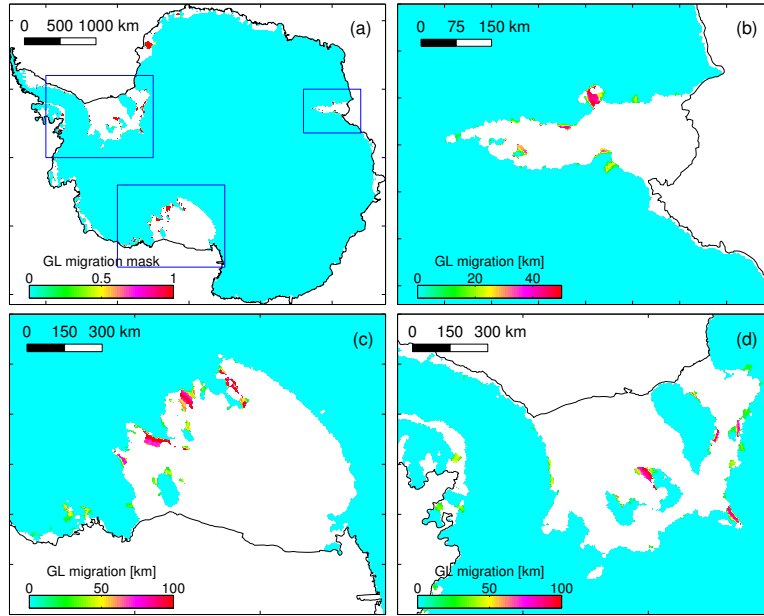 0 500 1000 km
(a)
GL migration mask
0 0.5 1
0 75 150 km
(b)
GL migration [km]
0 20 40
0 150 300 km
(c)
GL migration [km]
0 50 100
0 150 300 km
(d)
GL migration [km]
0 50 100